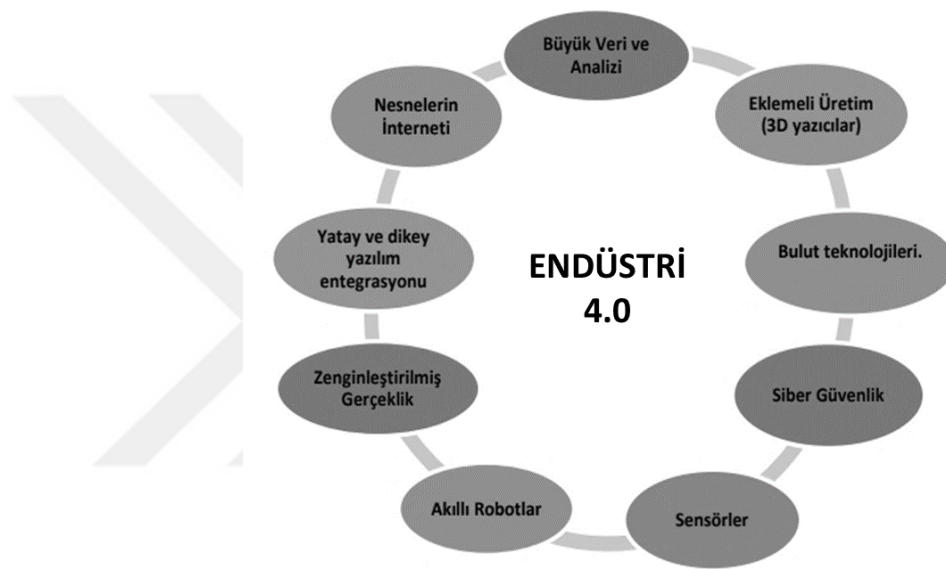 Büyük Veri ve
Analizi
Eklemeli Üretim
(3D yazıcılar)
Bulut teknolojileri.
Siber Güvenlik
Sensörler
Akıllı Robotlar
Zenginleştirilmiş
Gerçeklik
Yatay ve dikey
yazılım
entegrasyonu
Nesnelerin
İnterneti
ENDÜSTRİ
4.0